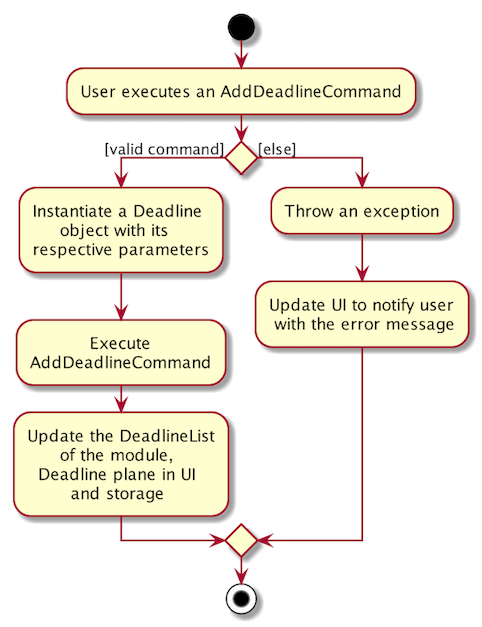 User executes an AddDeadlineCommand
[valid command]
[else]
Instantiate a Deadline
object with its
respective parameters
Throw an exception
Update UI to notify user
with the error message
Execute
AddDeadlineCommand
Update the DeadlineList
of the module,
Deadline plane in UI
and storage